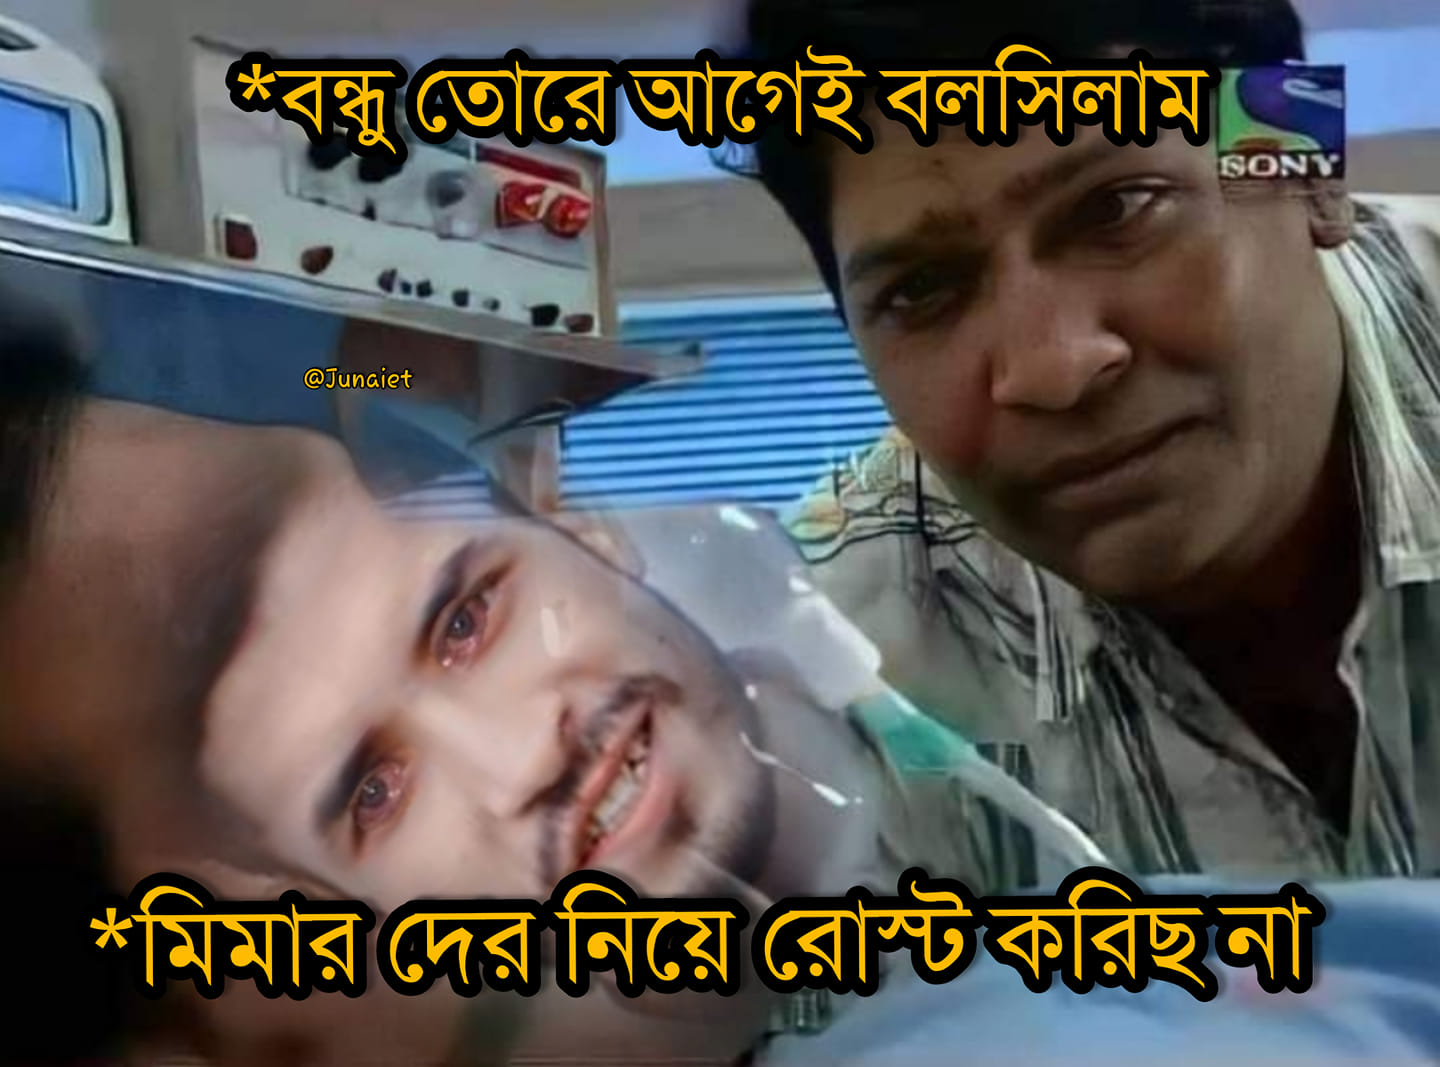 *বন্ধু তোরে আগেই বলসিলাম
SONY
@Junaiet
*মিমার দের নিয়ে রোস্ট করিছ না